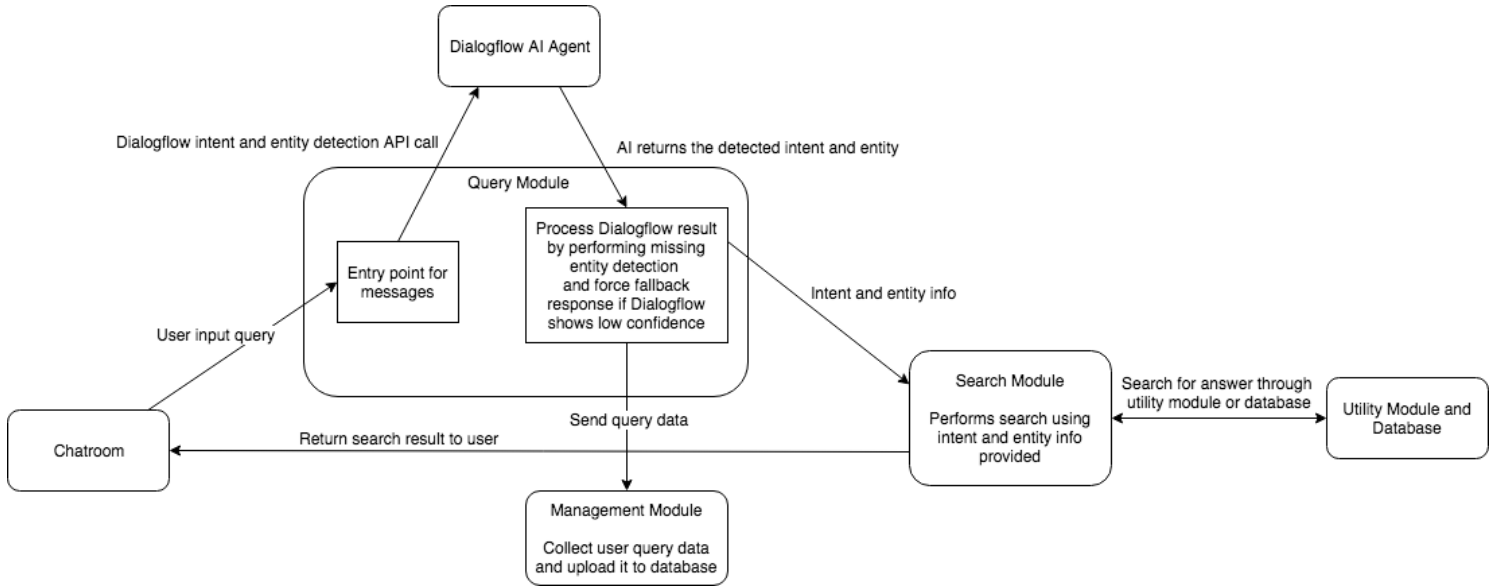 Dialogflow AI Agent
Dialogflow intent and entity detection API call
AI returns the detected intent and entity
Query Module
Process Dialogflow result
by performing missing
entity detection
and force fallback
response if Dialogflow
shows low confidence
Entry point for
messages
Intent and entity info
User input query
Search Module
Performs search using
intent and entity info
provided
Search for answer through
utility module or database
Utility Module and
Database
Send query data
Return search result to user
Chatroom
Management Module
Collect user query data
and upload it to database